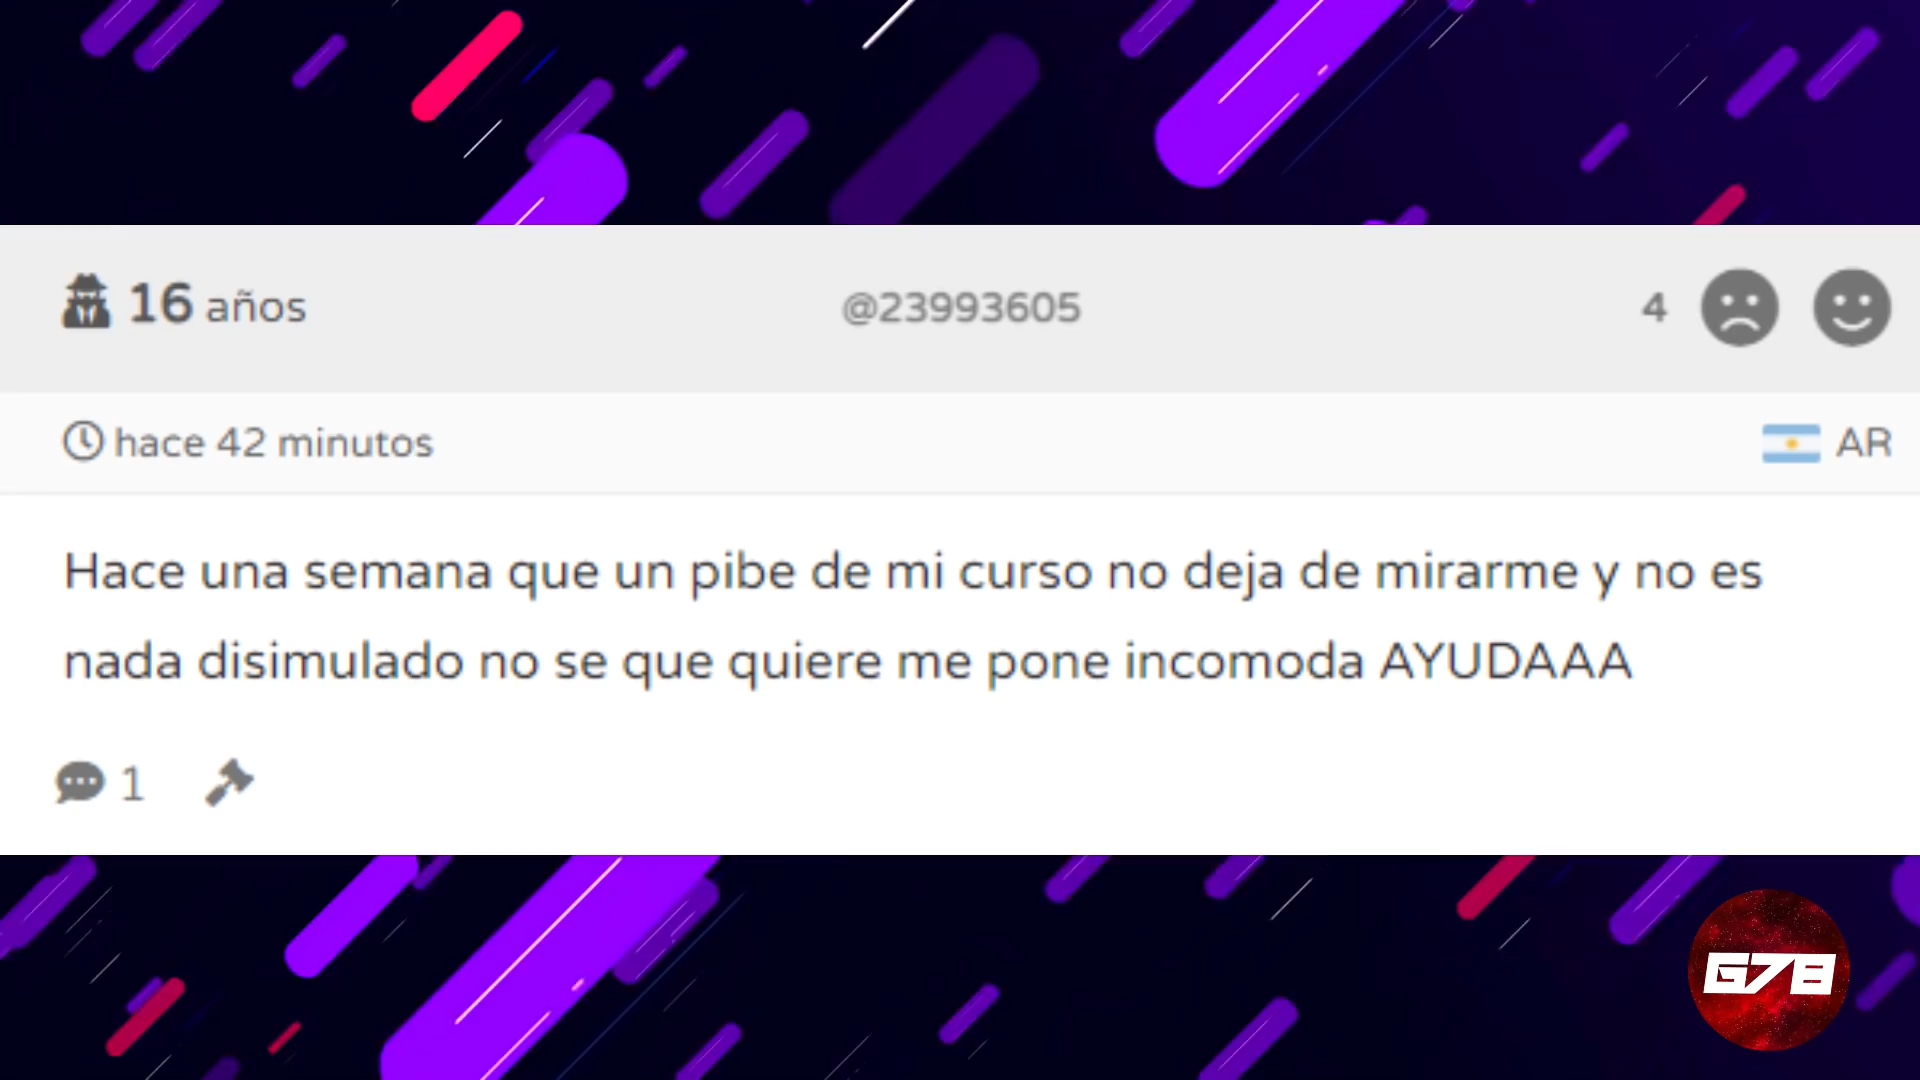 16 años @23993605 4
hace 42 minutos AR
Hace una semana que un pibe de mi curso no deja de mirarme y no es
nada disimulado no se que quiere me pone incomoda AYUDAAA
1
G78